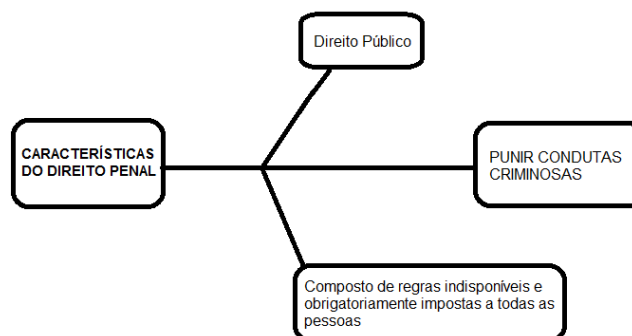 Direito Público
CARACTERÍSTICAS
DO DIREITO PENAL
PUNIR CONDUTAS
CRIMINOSAS
Composto de regras indisponíveis e
obrigatoriamente impostas a todas as
pessoas